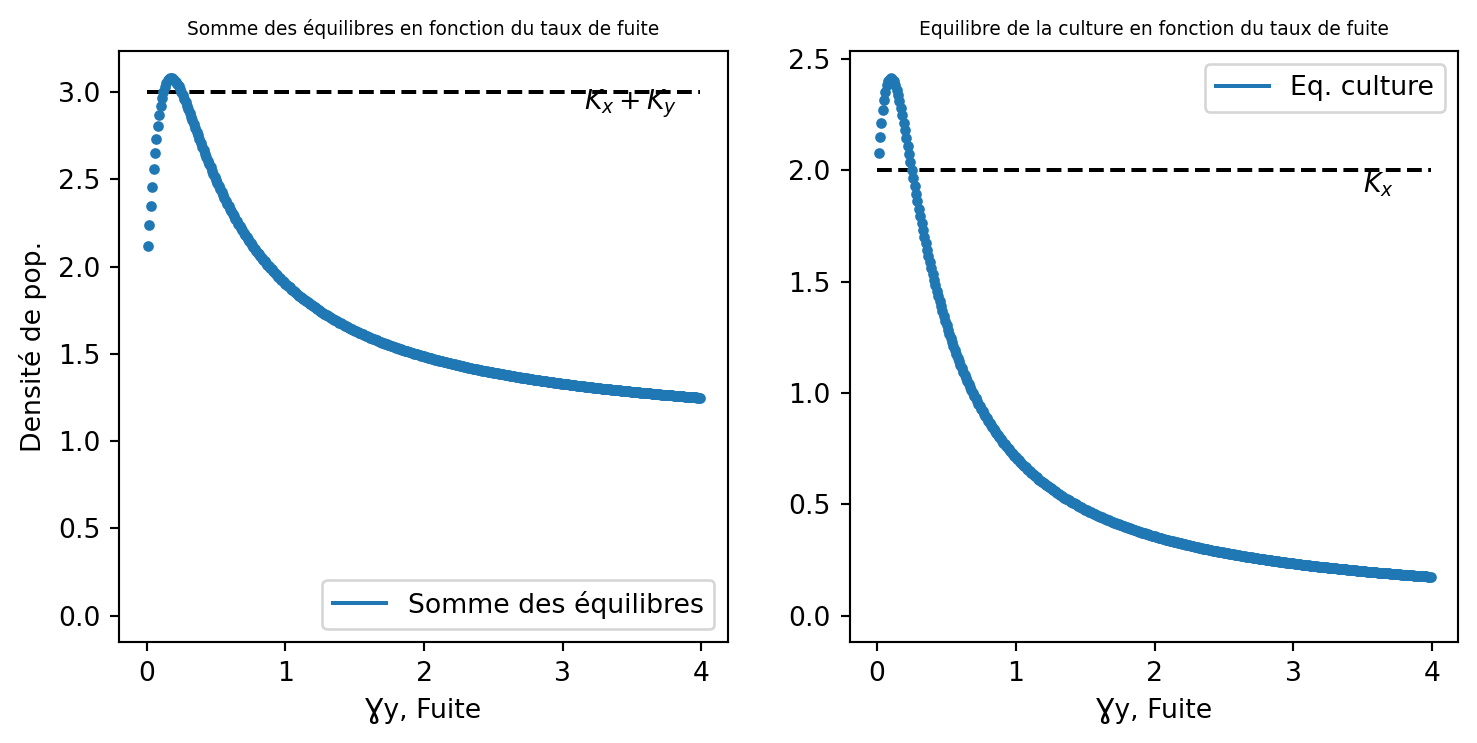 Somme des équilibres en fonction du taux de fuite
Densité de pop.
3.0
2.5
2.0
1.5
1.0
0.5
0.0
Kx + Ky
Somme des équilibres
0 1 2 3 4
Ɣy, Fuite
Equilibre de la culture en fonction du taux de fuite
2.5
2.0
1.5
1.0
0.5
0.0
Eq. culture
Kx
0 1 2 3 4
Ɣy, Fuite